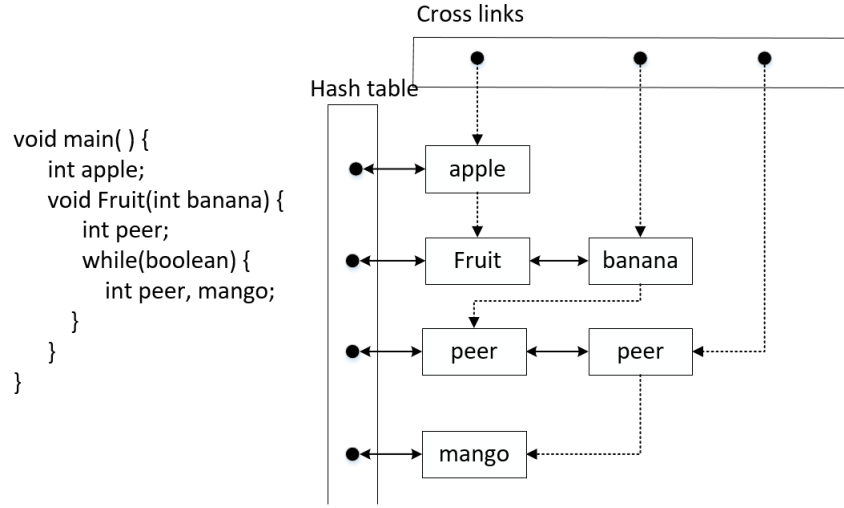 Cross links
Hash table
void main( ) {
int apple;
void Fruit(int banana) {
int peer;
while(boolean) {
int peer, mango;
}
}
}
apple
Fruit banana
peer peer
mango